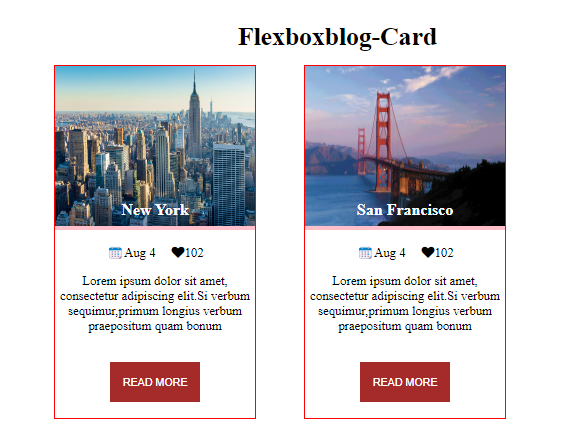 Flexboxblog-Card
New York
Aug 4 102
Lorem ipsum dolor sit amet,
consectetur adipiscing elit.Si verbum
sequimur,primum longius verbum
praepositum quam bonum
READ MORE
San Francisco
Aug 4 102
Lorem ipsum dolor sit amet,
consectetur adipiscing elit.Si verbum
sequimur,primum longius verbum
praepositum quam bonum
READ MORE